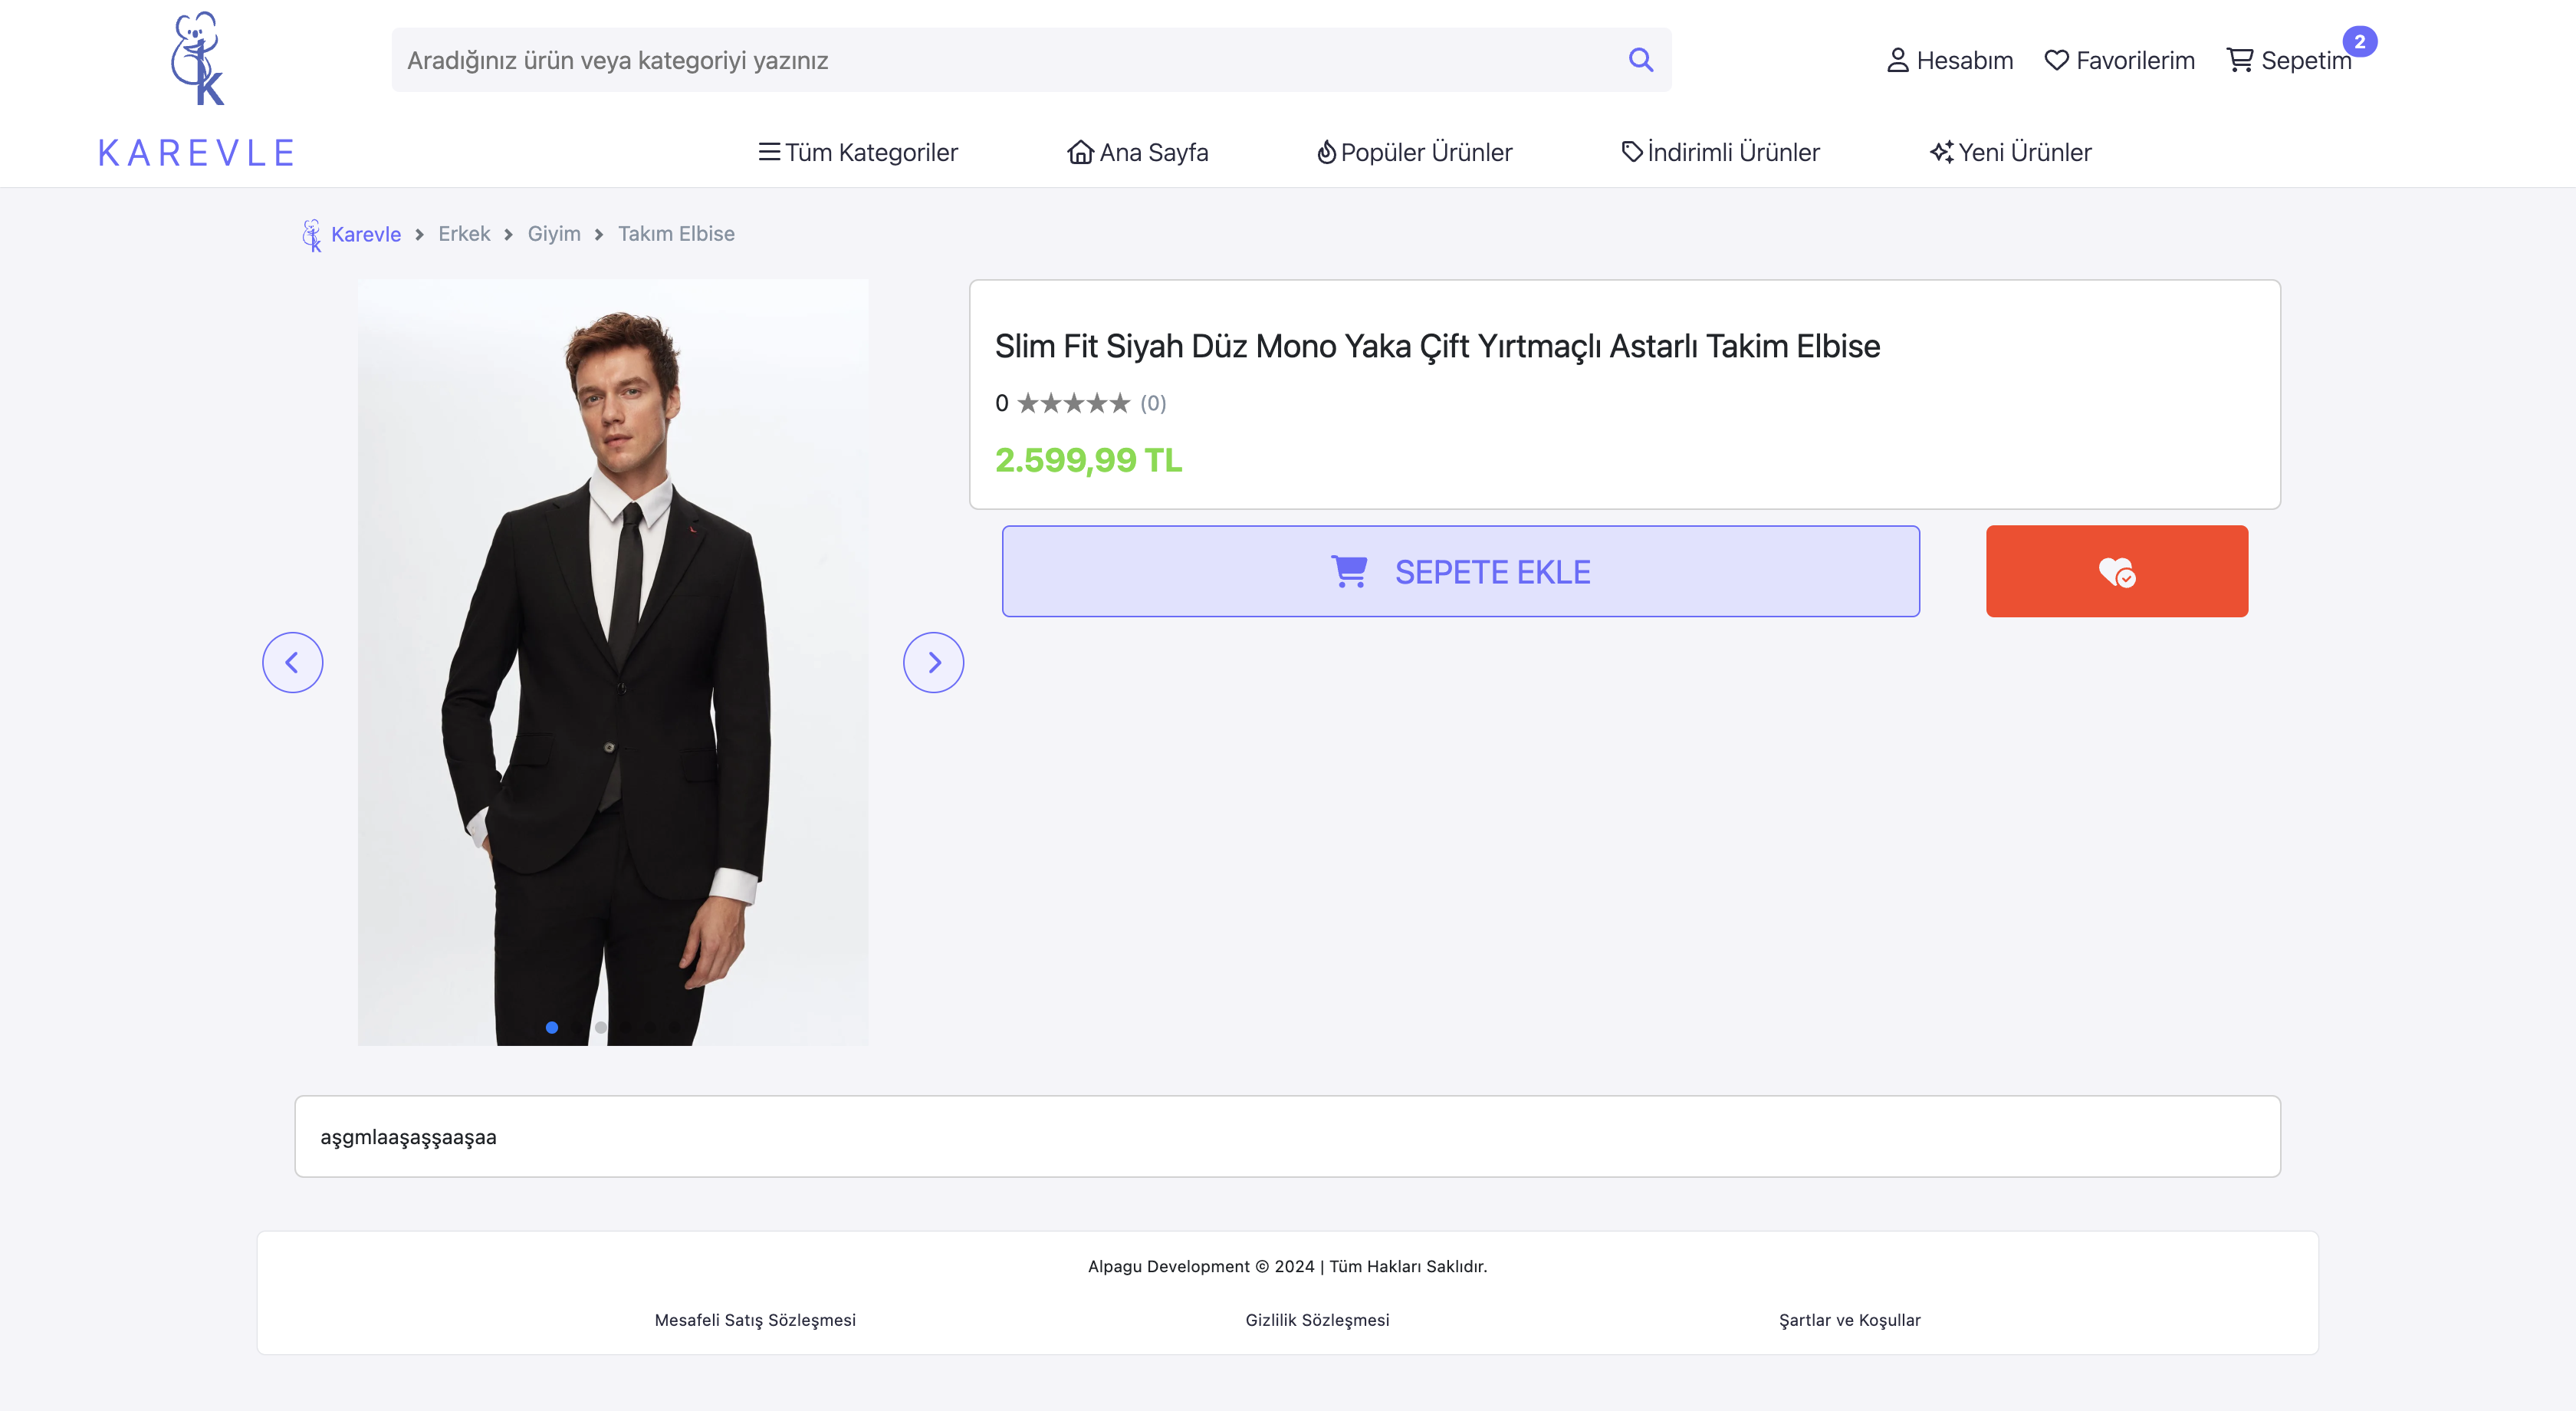 Aradığınız ürün veya kategoriyi yazınız
Hesabım Favorilerim Sepetim 2
K
KAREVLE
Tüm Kategoriler Ana Sayfa Popüler Ürünler İndirimli Ürünler Yeni Ürünler
Karevle Erkek Giyim Takım Elbise
Slim Fit Siyah Düz Mono Yaka Çift Yırtmaçlı Astarlı Takim Elbise
0 ★★★★★ (0)
2.599,99 TL
SEPETE EKLE
aşgmlaaşaşşaaşaa
Alpagu Development © 2024 | Tüm Hakları Saklıdır.
Mesafeli Satış Sözleşmesi Gizlilik Sözleşmesi Şartlar ve Koşullar